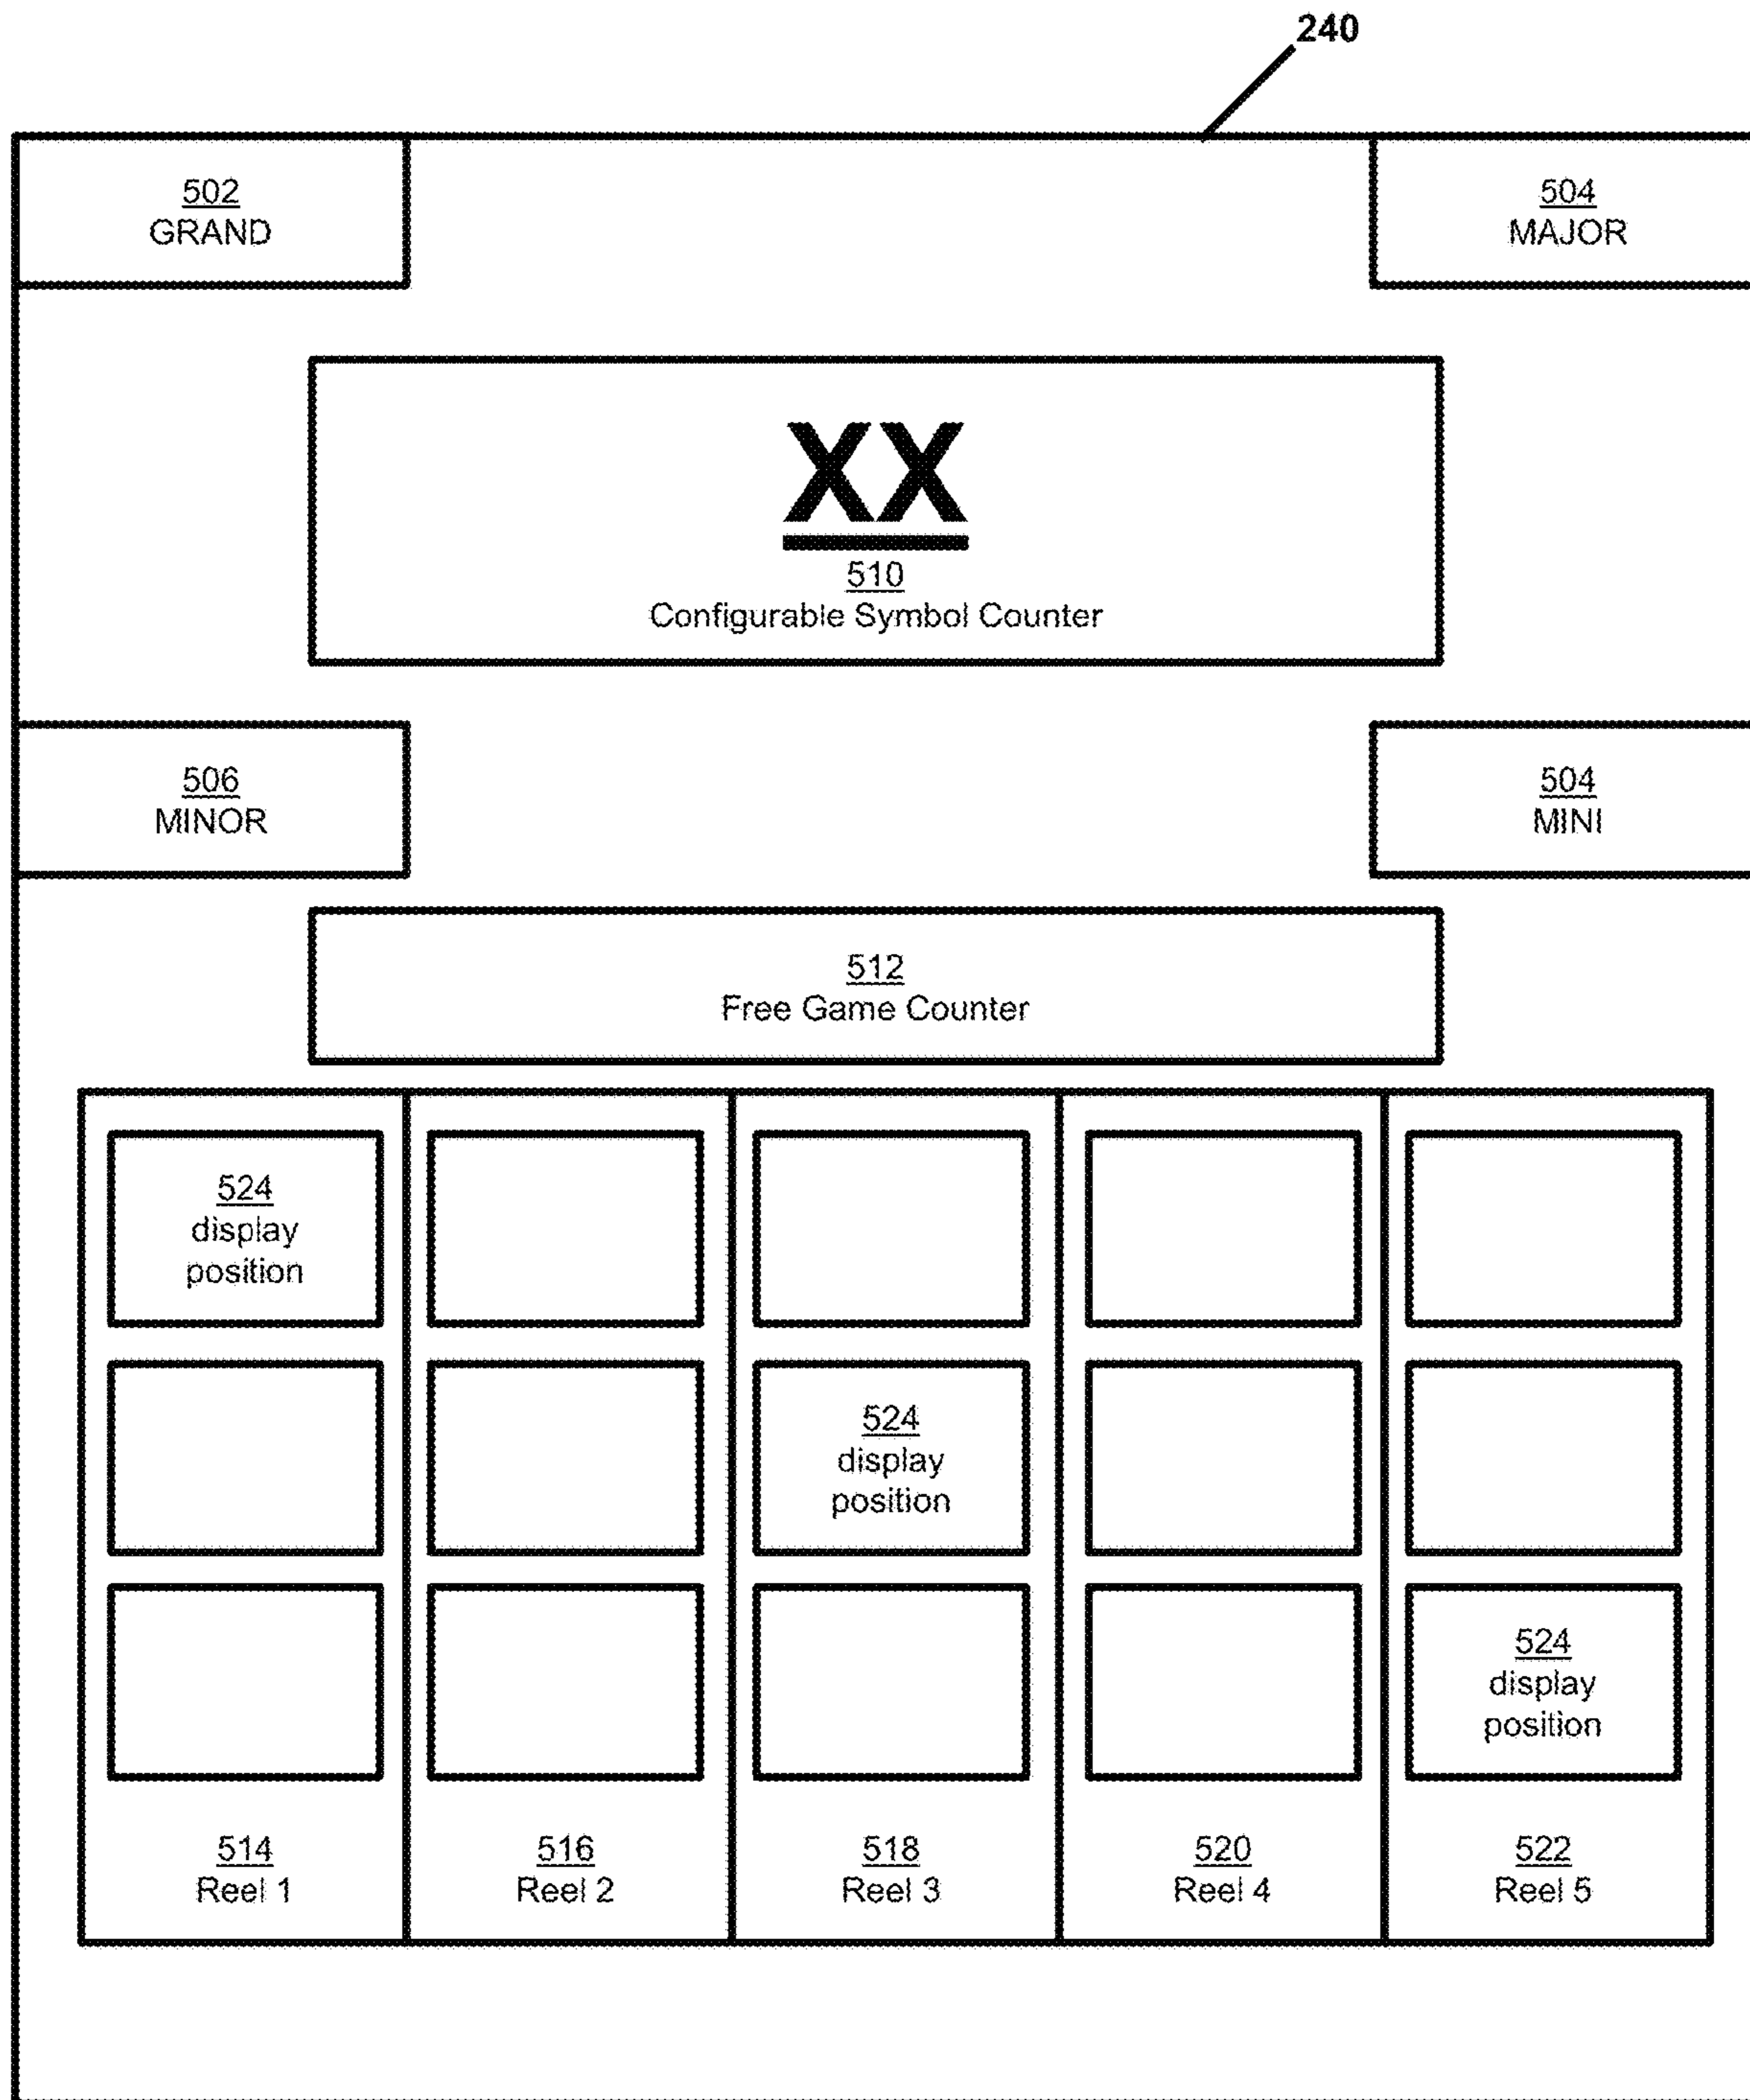 240
502
GRAND
504
MAJOR
XX
510
Configurable Symbol Counter
506
MINOR
504
MINI
512
Free Game Counter
524
display
position
524
display
position
524
display
position
514
Reel 1
516
Reel 2
518
Reel 3
520
Reel 4
522
Reel 5